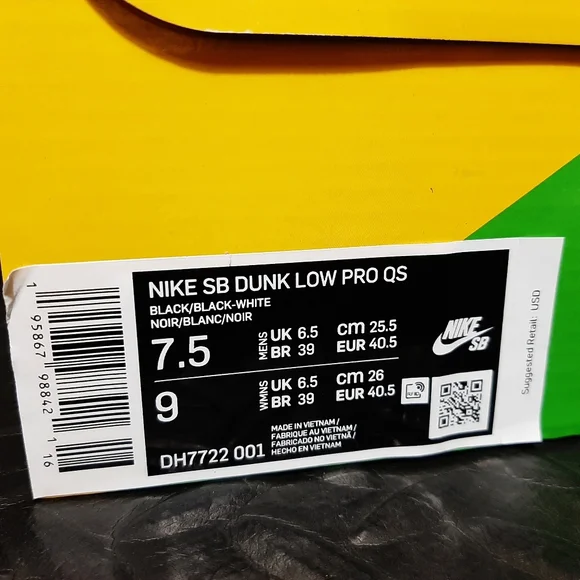 NIKE SB DUNK LOW PRO QS
BLACK/BLACK-WHITE
NOIR/BLANC/NOIR
7.5
MENS
UK 6.5 cm 25.5
BR 39 EUR 40.5
9
WMNS
UK 6.5 cm 26
BR 39 EUR 40.5
MADE IN VIETNAM /
FABRIQUE AU VIETNAM /
FABRICADO NO VIETNÃ /
HECHO EN VIETNAM
DH7722 001
NIKE
SB
Suggested Retail: USD
1 95867 98842 1 16